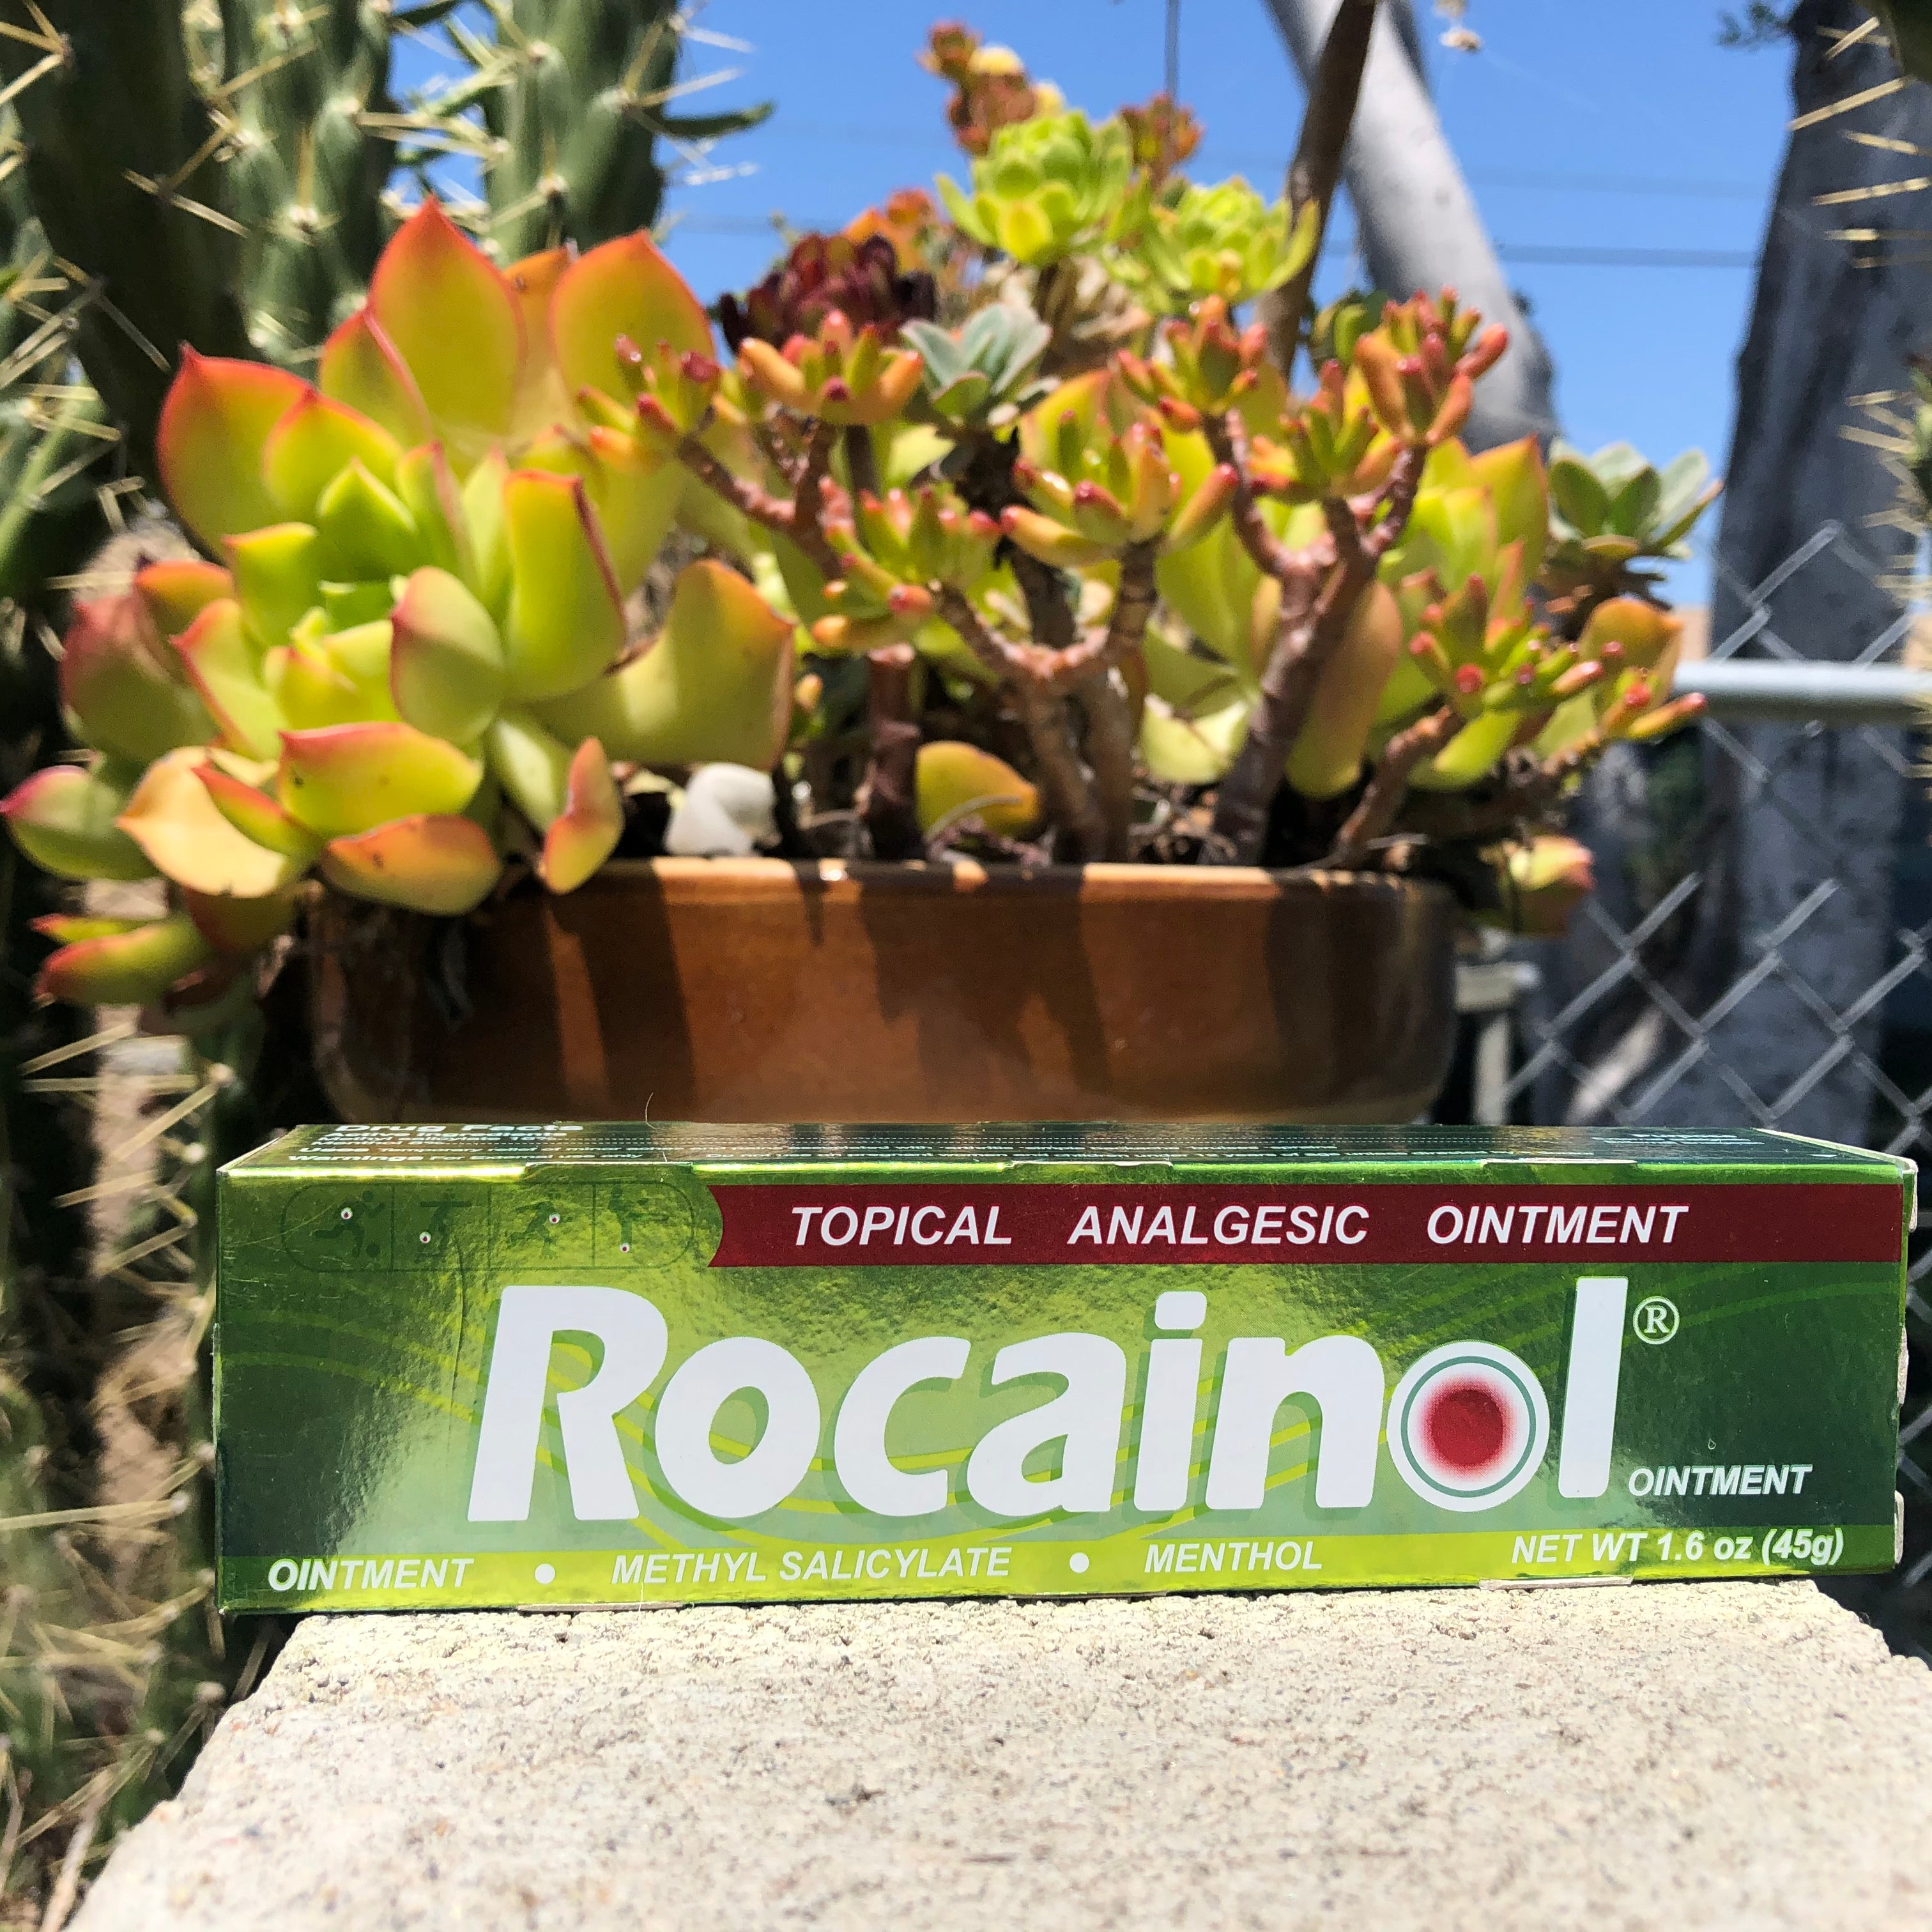 Drug Facts
TOPICAL ANALGESIC OINTMENT
Rocainol®
OINTMENT
OINTMENT • METHYL SALICYLATE • MENTHOL
NET WT 1.6 oz (45g)